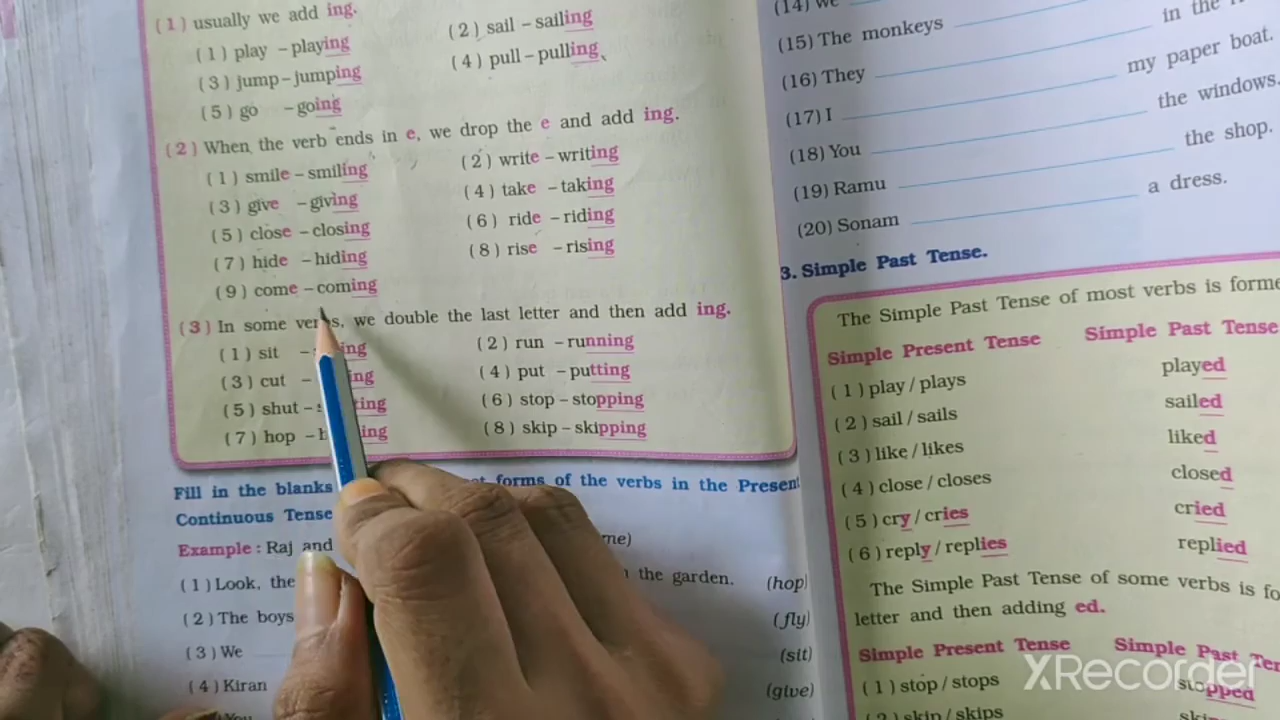 (1) usually we add ing.
(1) play – playing (2) sail – sailing
(3) jump – jumping (4) pull – pulling
(5) go – going
(2) When the verb ends in e, we drop the e and add ing.
(1) smile – smiling (2) write – writing
(3) give – giving (4) take – taking
(5) close – closing (6) ride – riding
(7) hide – hiding (8) rise – rising
(9) come – coming
(3) In some verbs, we double the last letter and then add ing.
(1) sit – ing (2) run – running
(3) cut – ing (4) put – putting
(5) shut – ing (6) stop – stopping
(7) hop – ing (8) skip – skipping
Fill in the blanks forms of the verbs in the Present
Continuous Tense
Example : Raj and
(1) Look, the the garden. (hop)
(2) The boys (fly)
(3) We (sit)
(4) Kiran (give)
You
(14) We
(15) The monkeys in the
(16) They
(17) I my paper boat.
(18) You the windows.
(19) Ramu the shop.
(20) Sonam a dress.
3. Simple Past Tense.
The Simple Past Tense of most verbs is
Simple Present Tense Simple Past Tense
(1) play / plays played
(2) sail / sails sailed
(3) like / likes liked
(4) close / closes closed
(5) cry / cries cried
(6) reply / replies replied
The Simple Past Tense of some verbs is
letter and then adding ed.
Simple Present Tense Simple Past
(1) stop / stops stopped
(2) skip / skips
XRecorder